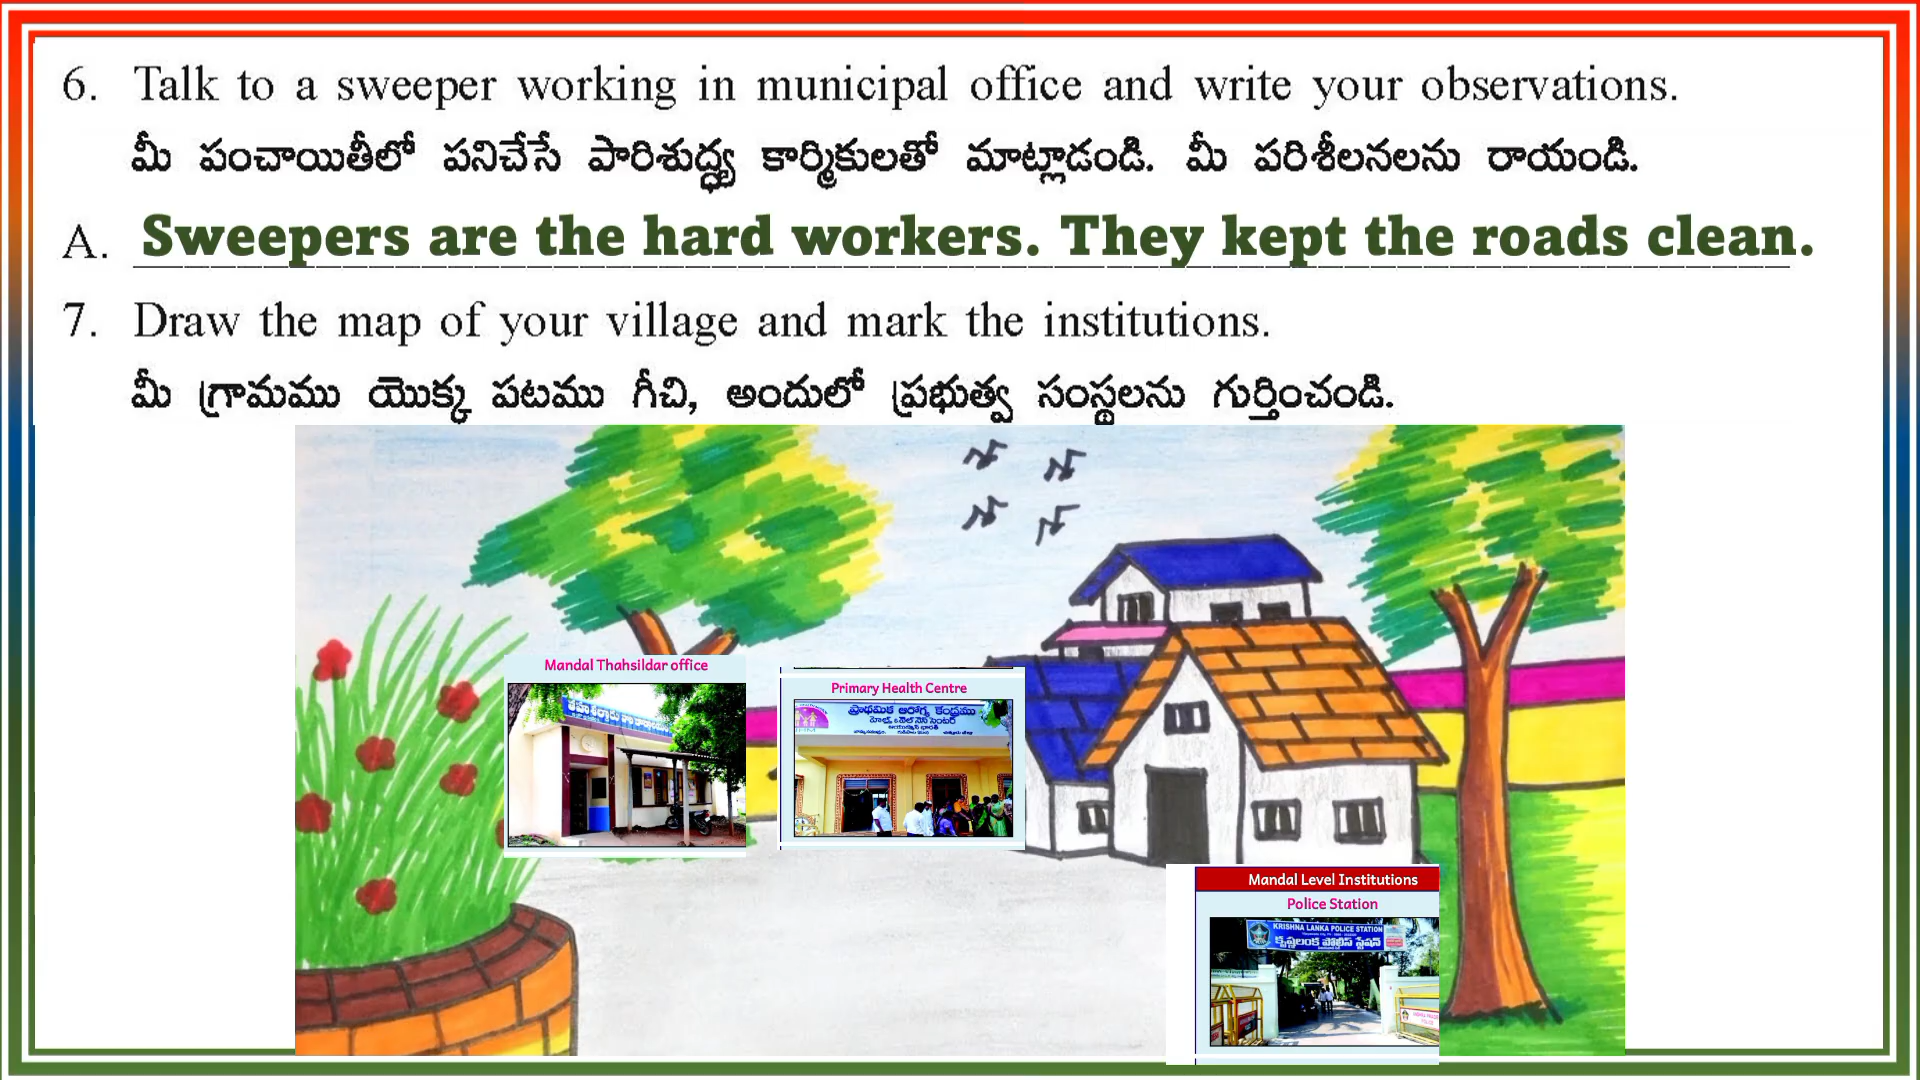 6. Talk to a sweeper working in municipal office and write your observations.
మీ పంచాయితీలో పనిచేసే పారిశుద్ధ్య కార్మికులతో మాట్లాడండి. మీ పరిశీలనలను రాయండి.
A. Sweepers are the hard workers. They kept the roads clean.
7. Draw the map of your village and mark the institutions.
మీ గ్రామము యొక్క పటము గీచి, అందులో ప్రభుత్వ సంస్థలను గుర్తించండి.
Mandal Thahsildar office
Primary Health Centre
ప్రాథమిక ఆరోగ్య కేంద్రము
హెల్త్ & వెల్ నెస్ సెంటర్
Mandal Level Institutions
Police Station
KRISHNA LANKA POLICE STATION
కృష్ణలంక పోలీస్ స్టేషన్